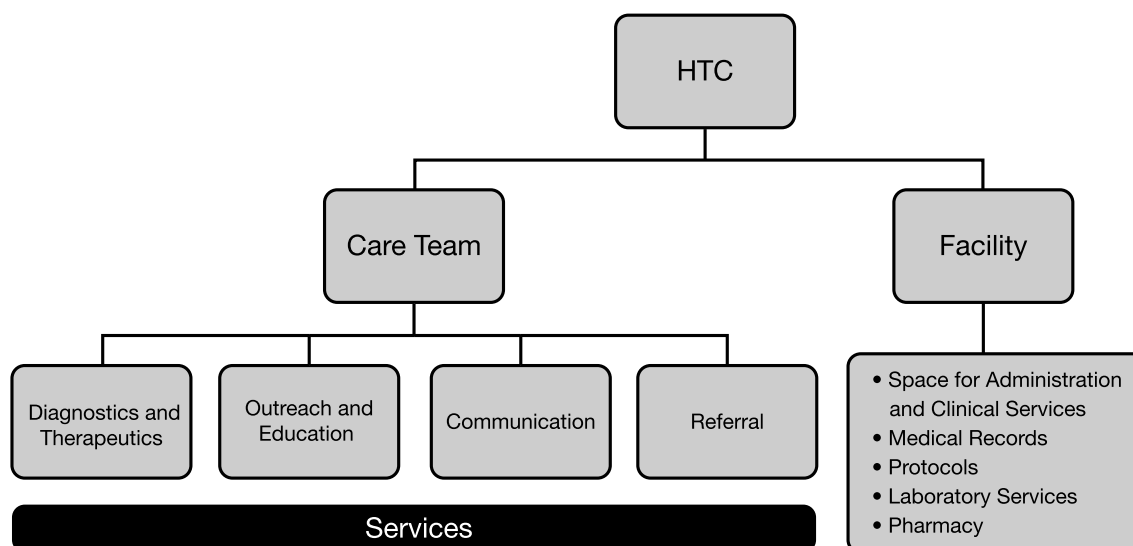 HTC
Care Team
Facility
Diagnostics and
Therapeutics
Outreach and
Education
Communication
Referral
• Space for Administration
and Clinical Services
• Medical Records
• Protocols
• Laboratory Services
• Pharmacy
Services